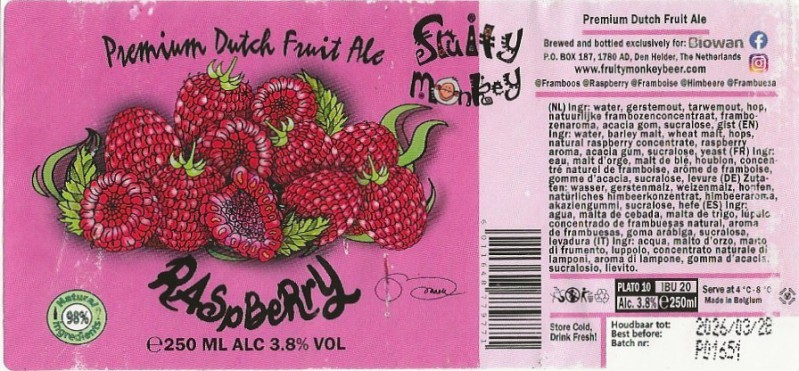 Premium Dutch Fruit Ale
Fruity
monkey
Raspberry
Natural
98%
Ingredients
℮250 ML ALC 3.8% VOL
Premium Dutch Fruit Ale
Brewed and bottled exclusively for: Biowan
P.O. BOX 187, 1780 AD, Den Helder, The Netherlands
www.fruitymonkeybeer.com
@Framboos @Raspberry @Framboise @Himbeere @Frambuesa
(NL) Ingr: water, gerstemout, tarwemout, hop,
natuurlijke frambozenconcentraat, frambo-
zenaroma, acacia gom, sucralose, gist (EN)
Ingr: water, barley malt, wheat malt, hops,
natural raspberry concentrate, raspberry
aroma, acacia gum, sucralose, yeast (FR) Ingr:
eau, malt d'orge, malt de blé, houblon, concen-
tré naturel de framboise, arôme de framboise,
gomme d'acacia, sucralose, levure (DE) Zuta-
ten: wasser, gerstenmalz, weizenmalz, hopfen,
natürliches himbeerkonzentrat, himbeeraroma,
akaziengummi, sucralose, hefe (ES) Ingr:
agua, malta de cebada, malta de trigo, lúpulo
concentrado de frambuesas natural, aroma
de frambuesas, goma arábiga, sucralosa,
levadura (IT) Ingr: acqua, malto d'orzo, malto
di frumento, luppolo, concentrato naturale di
lamponi, aroma di lampone, gomma d'acacia,
sucralosio, lievito.
PLATO 10 IBU 20
Alc. 3.8% ℮250ml
Serve at 4°C-8°C
Made in Belgium
Store Cold,
Drink Fresh!
Houdbaar tot: 2026/03/28
Best before:
Batch nr: P01651